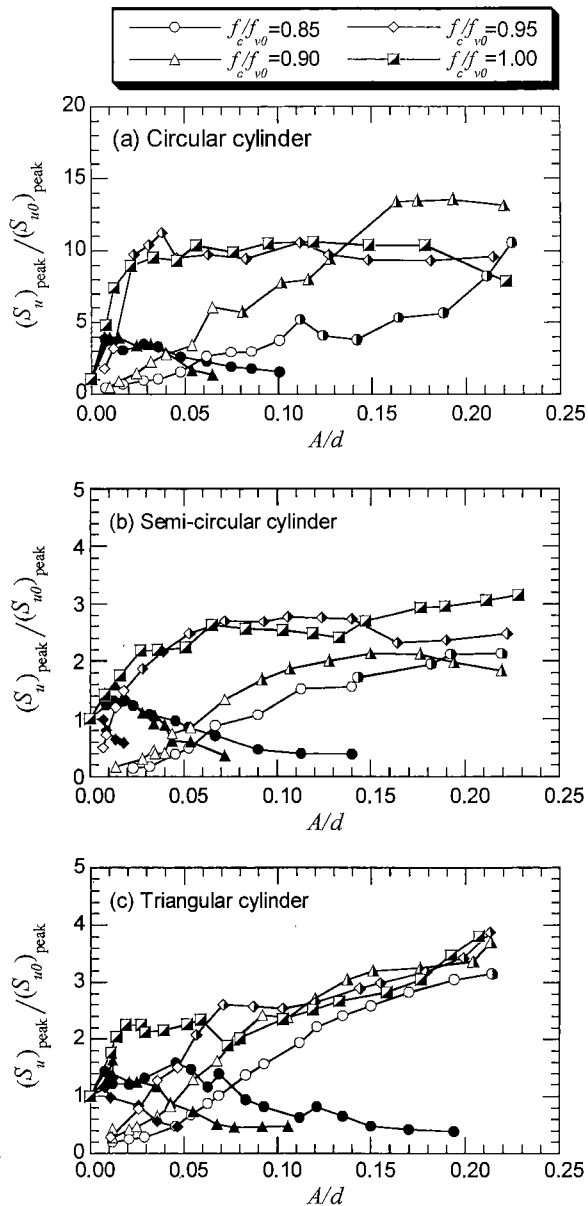 f_c/f_v0=0.85 f_c/f_v0=0.95
f_c/f_v0=0.90 f_c/f_v0=1.00
(a) Circular cylinder
(S_u)_peak/(S_u0)_peak
20
15
10
5
0
0.00 0.05 0.10 0.15 0.20 0.25
A/d
(b) Semi-circular cylinder
(S_u)_peak/(S_u0)_peak
5
4
3
2
1
0
0.00 0.05 0.10 0.15 0.20 0.25
A/d
(c) Triangular cylinder
(S_u)_peak/(S_u0)_peak
5
4
3
2
1
0
0.00 0.05 0.10 0.15 0.20 0.25
A/d